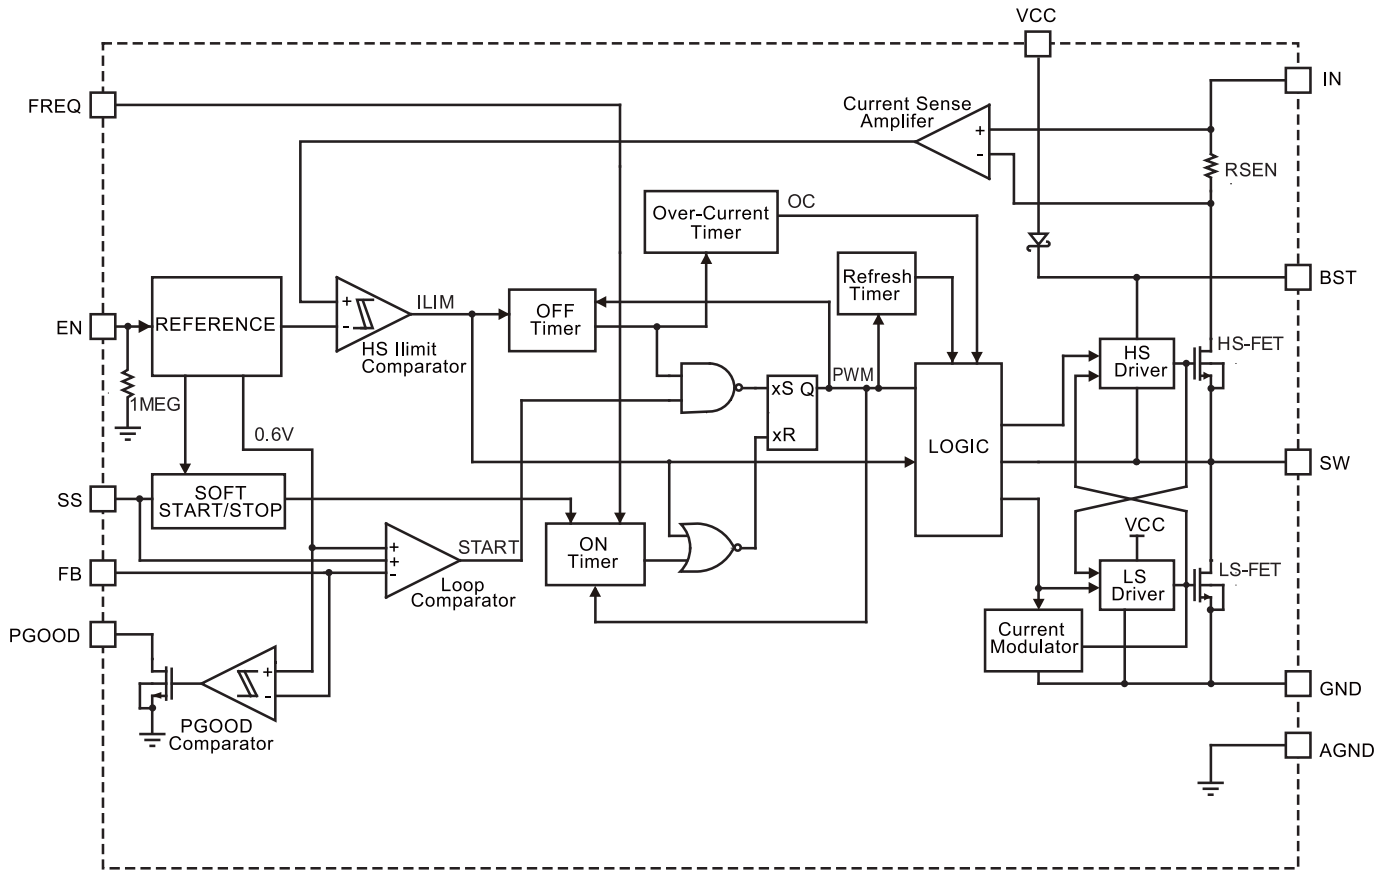 VCC
IN
FREQ
Current Sense
Amplifer
+
-
RSEN
Over-Current
Timer
OC
Refresh
Timer
BST
EN
REFERENCE
+
-
ILIM
HS Ilimit
Comparator
OFF
Timer
HS
Driver
HS-FET
1MEG
0.6V
xS Q
xR
PWM
LOGIC
SW
SS
SOFT
START/STOP
START
ON
Timer
VCC
FB
+
+
-
Loop
Comparator
LS
Driver
LS-FET
PGOOD
Current
Modulator
+
-
PGOOD
Comparator
GND
AGND